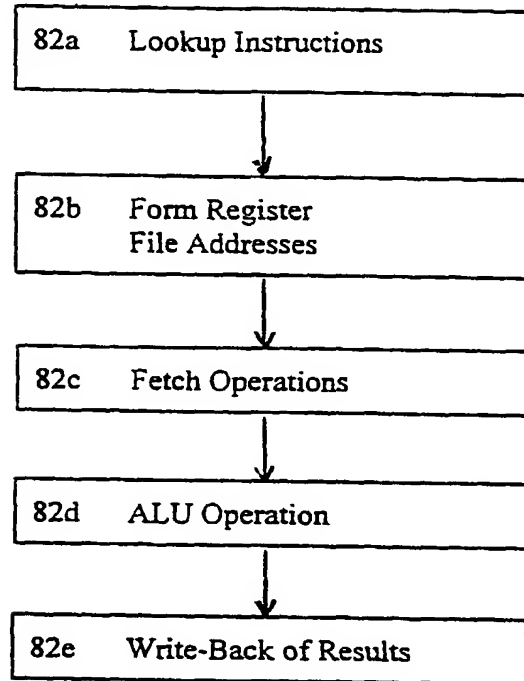 82a Lookup Instructions
82b Form Register
File Addresses
82c Fetch Operations
82d ALU Operation
82e Write-Back of Results